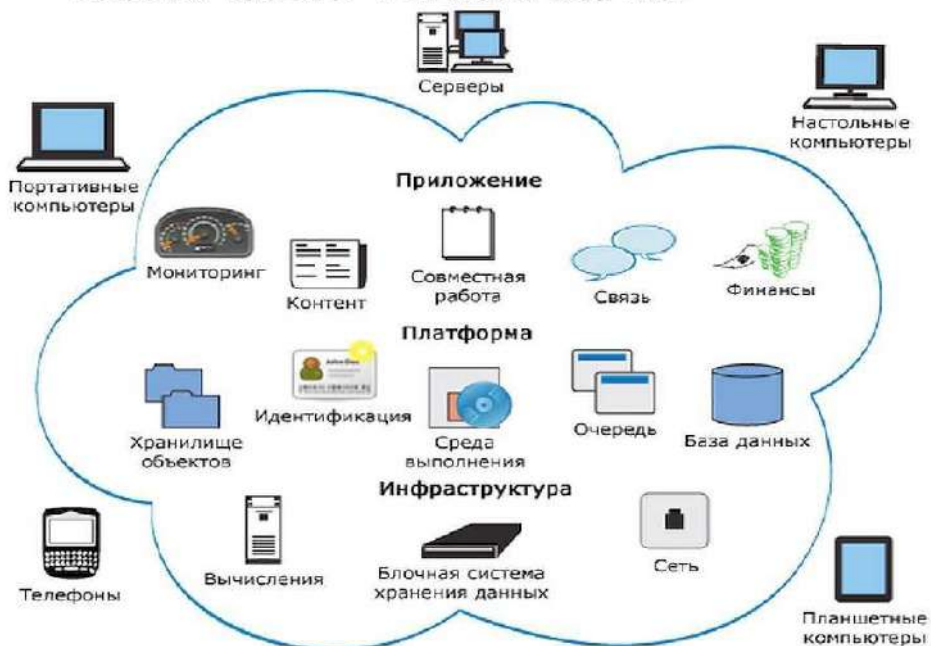 Серверы
Настольные
компьютеры
Портативные
компьютеры
Приложение
Мониторинг
Контент
Совместная
работа
Связь
Финансы
Платформа
Хранилище
объектов
Идентификация
Среда
выполнения
Очередь
База данных
Инфраструктура
Вычисления
Блочная система
хранения данных
Сеть
Телефоны
Планшетные
компьютеры